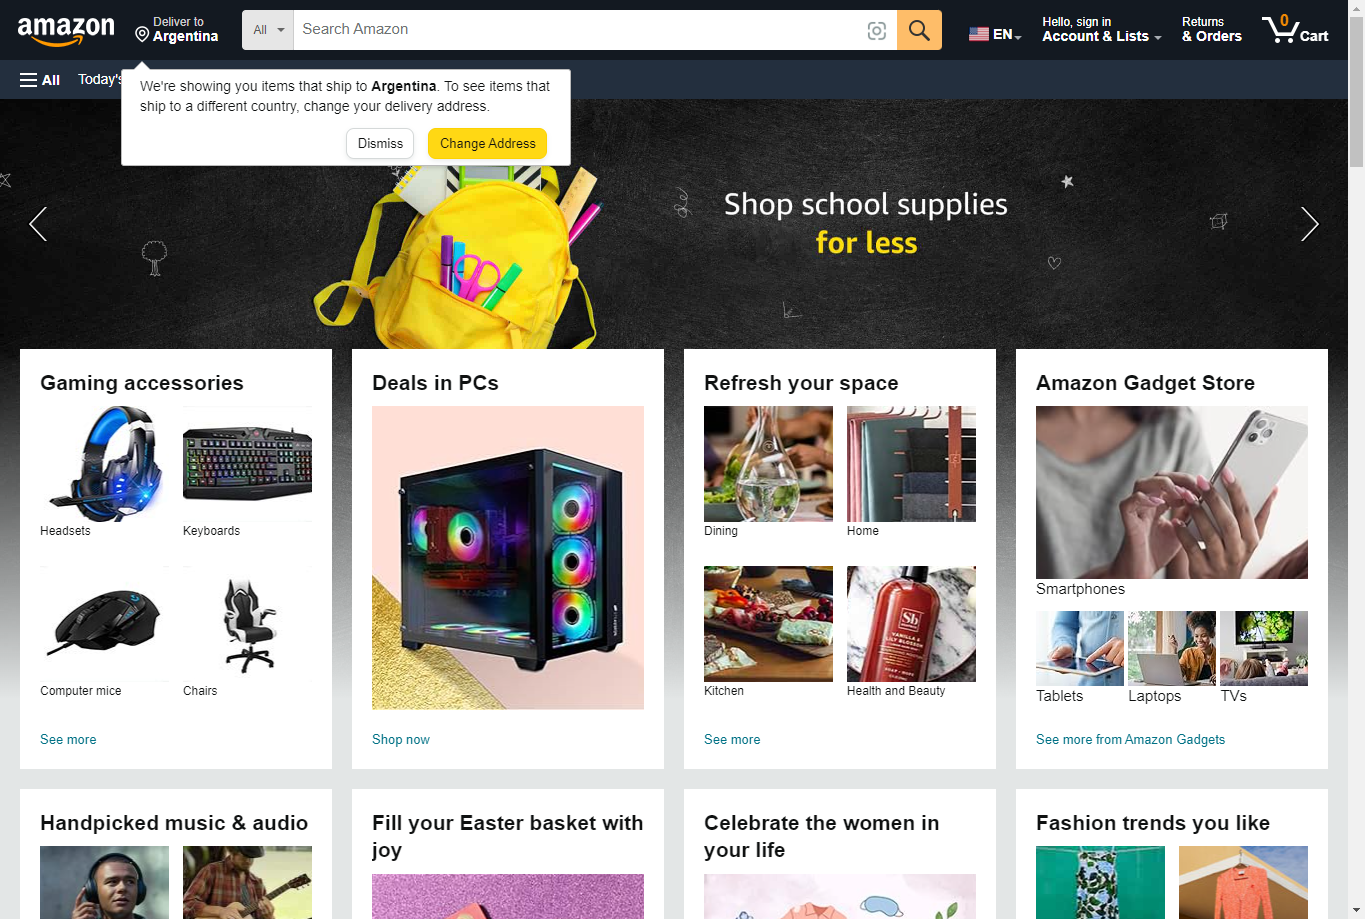 amazon
Deliver to
Argentina
All
Search Amazon
EN
Hello, sign in
Account & Lists
Returns
& Orders
0
Cart
All
Today's
We're showing you items that ship to Argentina. To see items that
ship to a different country, change your delivery address.
Dismiss
Change Address
Shop school supplies
for less
Gaming accessories
Headsets
Keyboards
Computer mice
Chairs
See more
Deals in PCs
Shop now
Refresh your space
Dining
Home
Kitchen
Sb
VANILLA &
LILY BLOSSOM
Health and Beauty
See more
Amazon Gadget Store
Smartphones
Tablets
Laptops
TVs
See more from Amazon Gadgets
Handpicked music & audio
Fill your Easter basket with
joy
Celebrate the women in
your life
Fashion trends you like